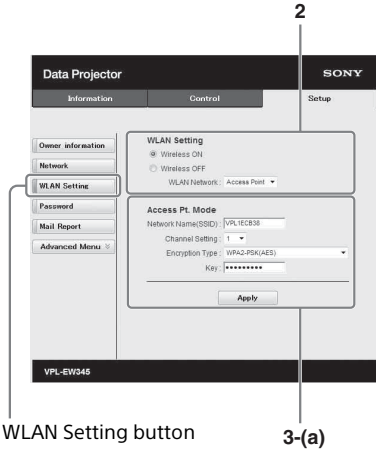 2
Data Projector
SONY
Information Control Setup
Owner information
Network
WLAN Setting
Password
Mail Report
Advanced Menu
WLAN Setting
Wireless ON
Wireless OFF
WLAN Network : Access Point
Access Pt. Mode
Network Name(SSID) : VPL1ECB38
Channel Setting : 1
Encryption Type : WPA2-PSK(AES)
Key : •••••••••
Apply
VPL-EW345
WLAN Setting button
3-(a)